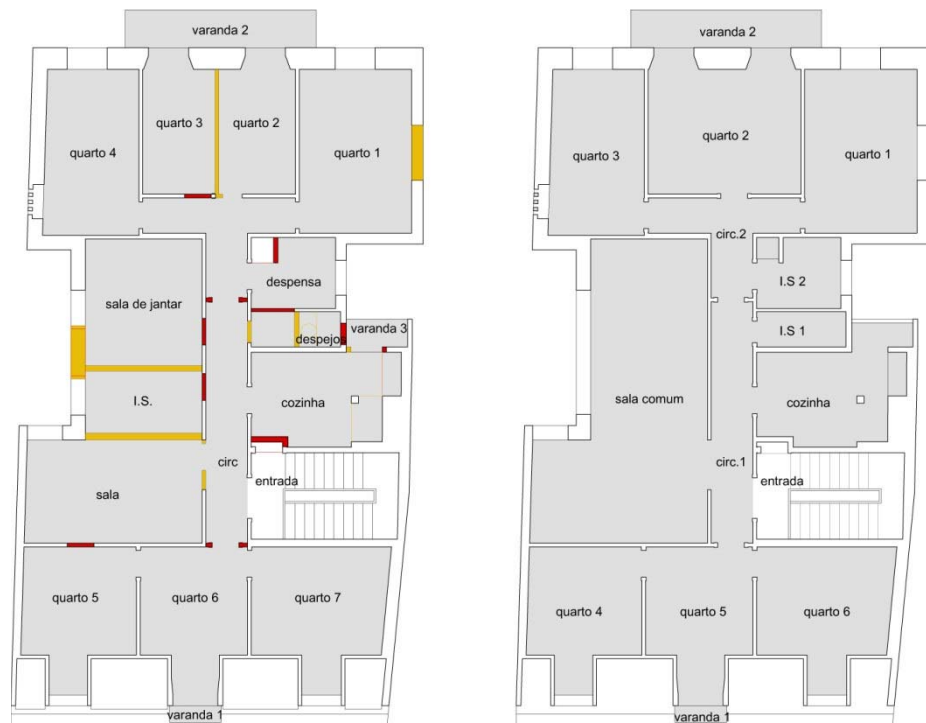 varanda 2
quarto 3
quarto 2
quarto 4
quarto 1
despensa
sala de jantar
varanda 3
despejos
I.S.
cozinha
circ
sala
entrada
quarto 5
quarto 6
quarto 7
varanda 1
varanda 2
quarto 2
quarto 3
quarto 1
circ.2
I.S 2
I.S 1
sala comum
cozinha
circ.1
entrada
quarto 4
quarto 5
quarto 6
varanda 1